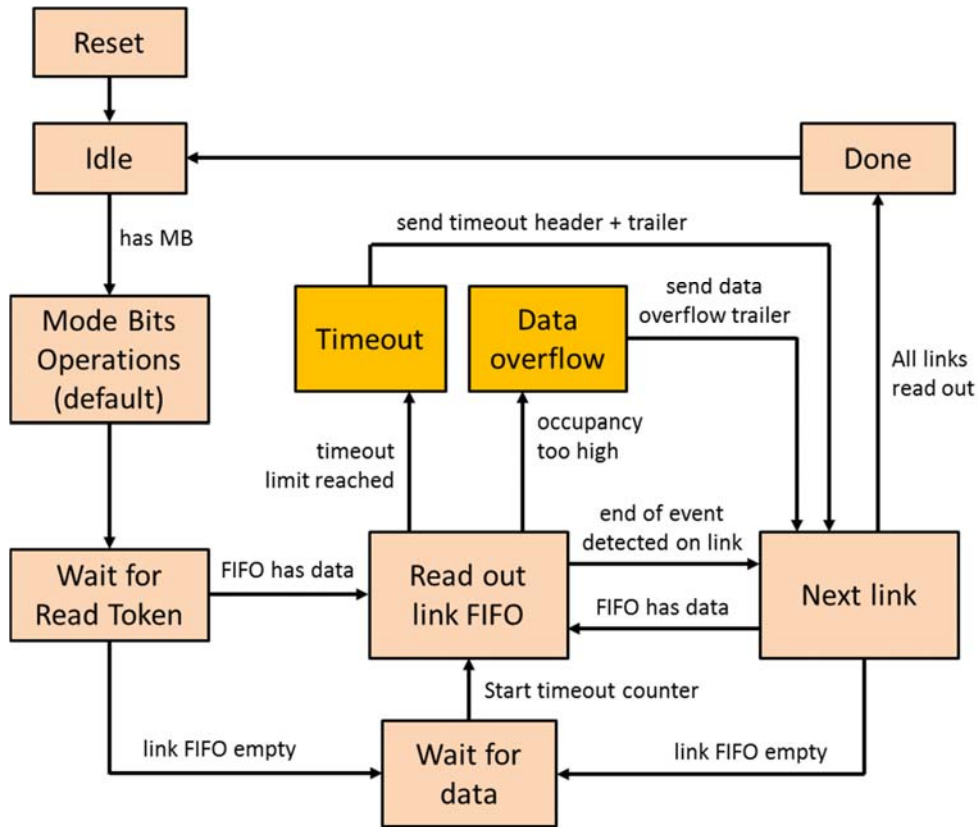 Reset
Idle
Done
has MB
send timeout header + trailer
Mode Bits
Operations
(default)
Timeout
Data
overflow
send data
overflow trailer
All links
read out
timeout
limit reached
occupancy
too high
Wait for
Read Token
FIFO has data
Read out
link FIFO
end of event
detected on link
FIFO has data
Next link
Start timeout counter
link FIFO empty
Wait for
data
link FIFO empty